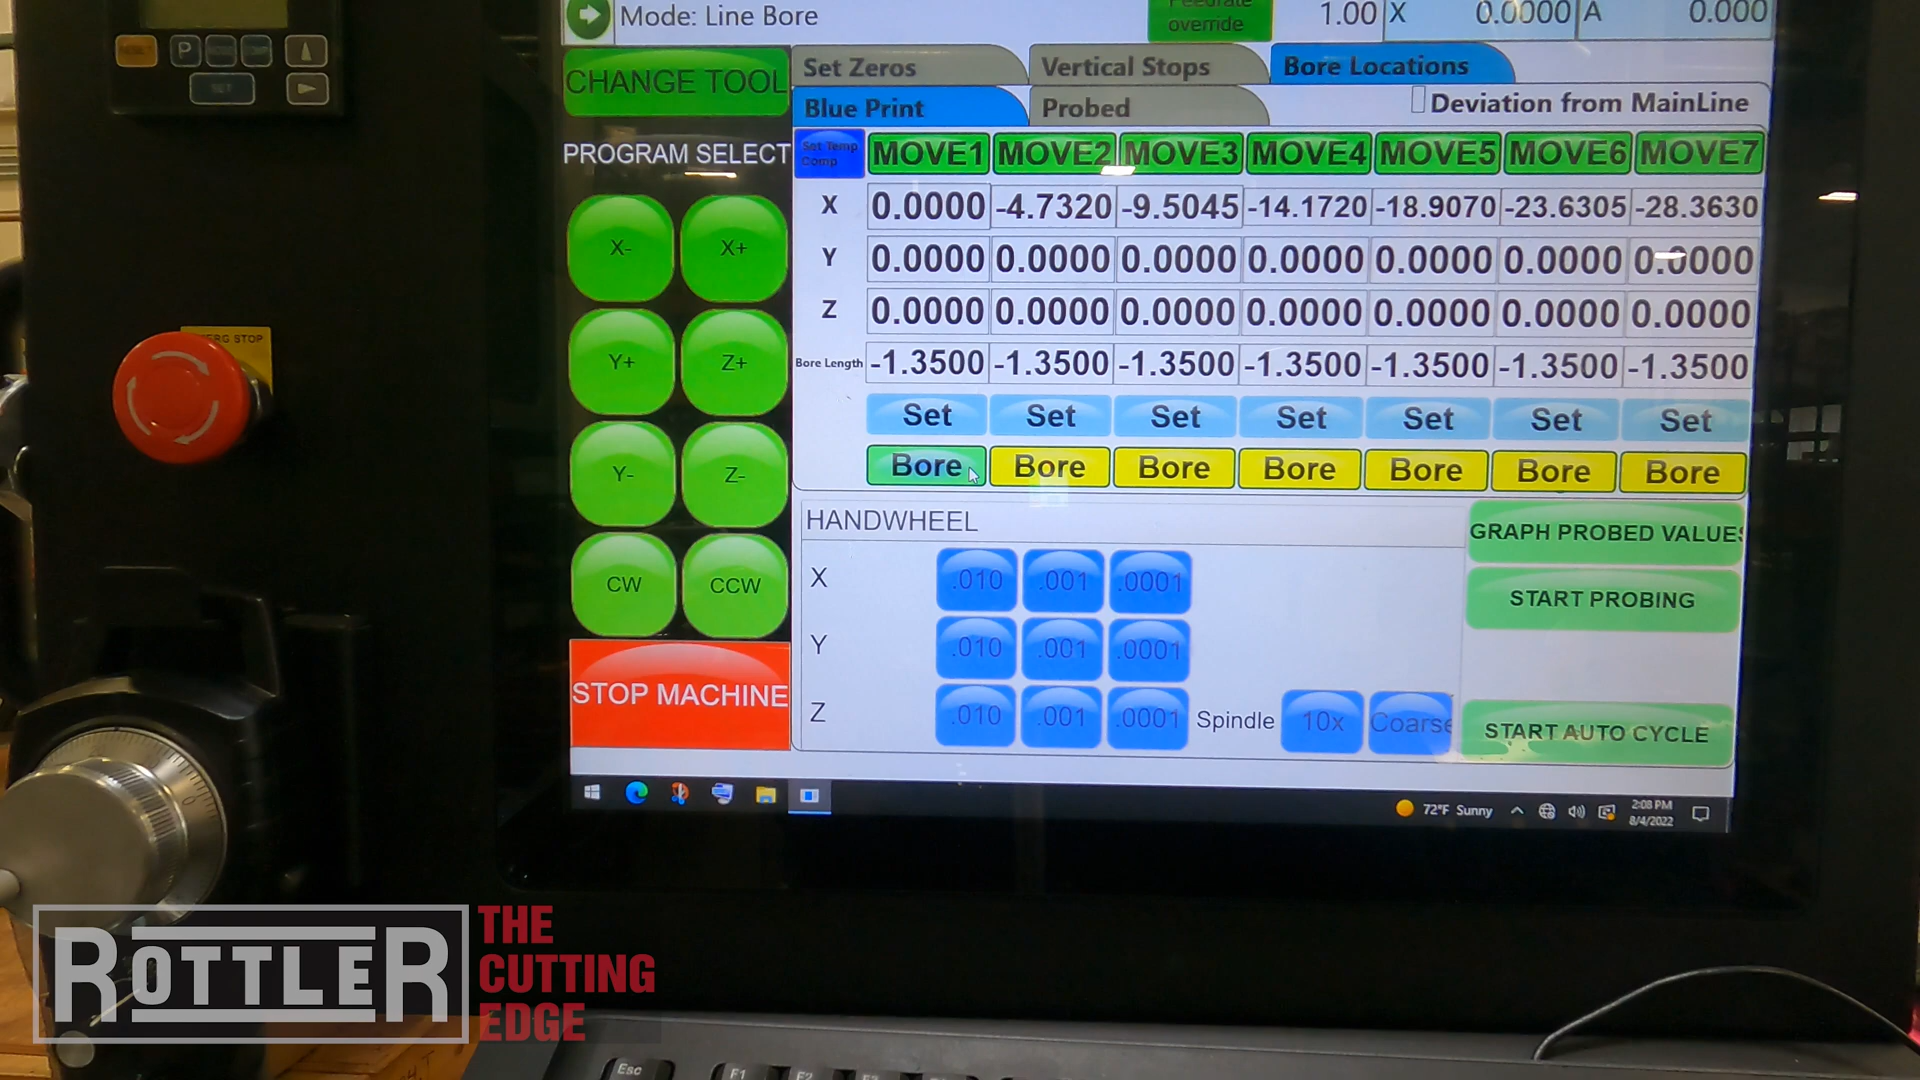 Mode: Line Bore
Feedrate override 1.00 X 0.0000 A 0.000
CHANGE TOOL
Set Zeros Vertical Stops Bore Locations
Blue Print Probed Deviation from MainLine
PROGRAM SELECT
Set Temp Comp MOVE1 MOVE2 MOVE3 MOVE4 MOVE5 MOVE6 MOVE7
X 0.0000 -4.7320 -9.5045 -14.1720 -18.9070 -23.6305 -28.3630
Y 0.0000 0.0000 0.0000 0.0000 0.0000 0.0000 0.0000
Z 0.0000 0.0000 0.0000 0.0000 0.0000 0.0000 0.0000
Bore Length -1.3500 -1.3500 -1.3500 -1.3500 -1.3500 -1.3500 -1.3500
Set Set Set Set Set Set Set
Bore Bore Bore Bore Bore Bore Bore
X- X+
Y+ Z+
Y- Z-
CW CCW
STOP MACHINE
HANDWHEEL
X .010 .001 .0001
Y .010 .001 .0001
Z .010 .001 .0001 Spindle 10x Coarse
GRAPH PROBED VALUES
START PROBING
START AUTO CYCLE
72°F Sunny
2:08 PM
8/4/2022
P
SET
STOP
ROTTLER
THE
CUTTING
EDGE
Esc F1 F2 F3